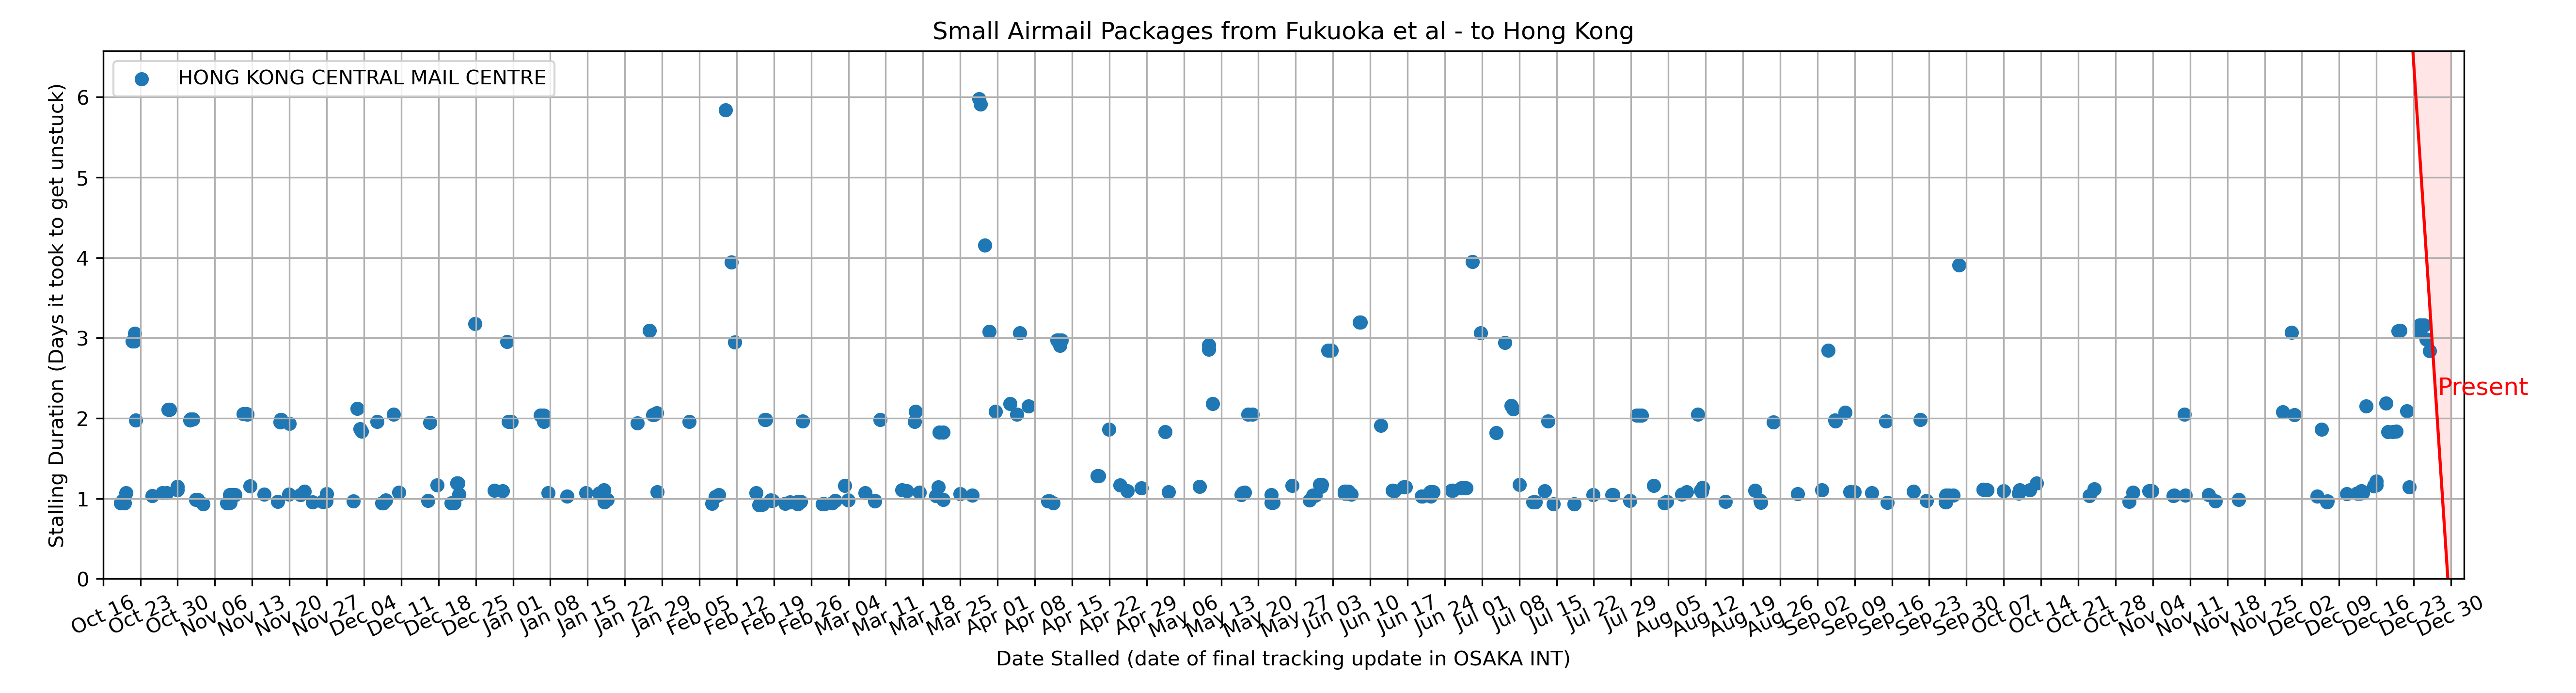 Small Airmail Packages from Fukuoka et al - to Hong Kong
HONG KONG CENTRAL MAIL CENTRE
Stalling Duration (Days it took to get unstuck)
6
5
4
3
2
1
0
Present
Oct 16
Oct 23
Oct 30
Nov 06
Nov 13
Nov 20
Nov 27
Dec 04
Dec 11
Dec 18
Dec 25
Jan 01
Jan 08
Jan 15
Jan 22
Jan 29
Feb 05
Feb 12
Feb 19
Feb 26
Mar 04
Mar 11
Mar 18
Mar 25
Apr 01
Apr 08
Apr 15
Apr 22
Apr 29
May 06
May 13
May 20
May 27
Jun 03
Jun 10
Jun 17
Jun 24
Jul 01
Jul 08
Jul 15
Jul 22
Jul 29
Aug 05
Aug 12
Aug 19
Aug 26
Sep 02
Sep 09
Sep 16
Sep 23
Sep 30
Oct 07
Oct 14
Oct 21
Oct 28
Nov 04
Nov 11
Nov 18
Nov 25
Dec 02
Dec 09
Dec 16
Dec 23
Dec 30
Date Stalled (date of final tracking update in OSAKA INT)